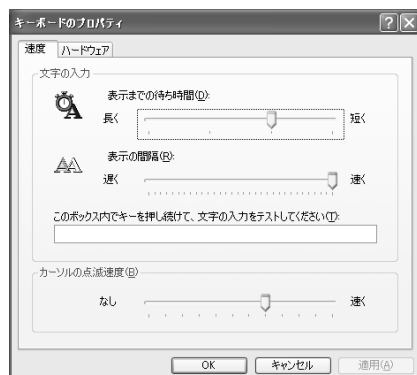 キーボードのプロパティ
速度 ハードウェア
文字の入力
表示までの待ち時間(D):
長く 短く
表示の間隔(R):
遅く 速く
このボックス内でキーを押し続けて、文字の入力をテストしてください(T):
カーソルの点滅速度(B)
なし 速く
OK キャンセル 適用(A)